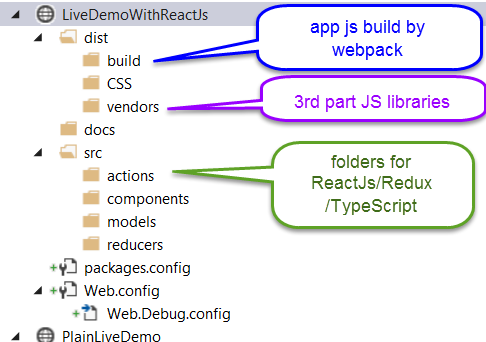 LiveDemoWithReactJs
dist
build
CSS
vendors
docs
src
actions
components
models
reducers
packages.config
Web.config
Web.Debug.config
PlainLiveDemo
app js build by
webpack
3rd part JS libraries
folders for
ReactJs/Redux
/TypeScript